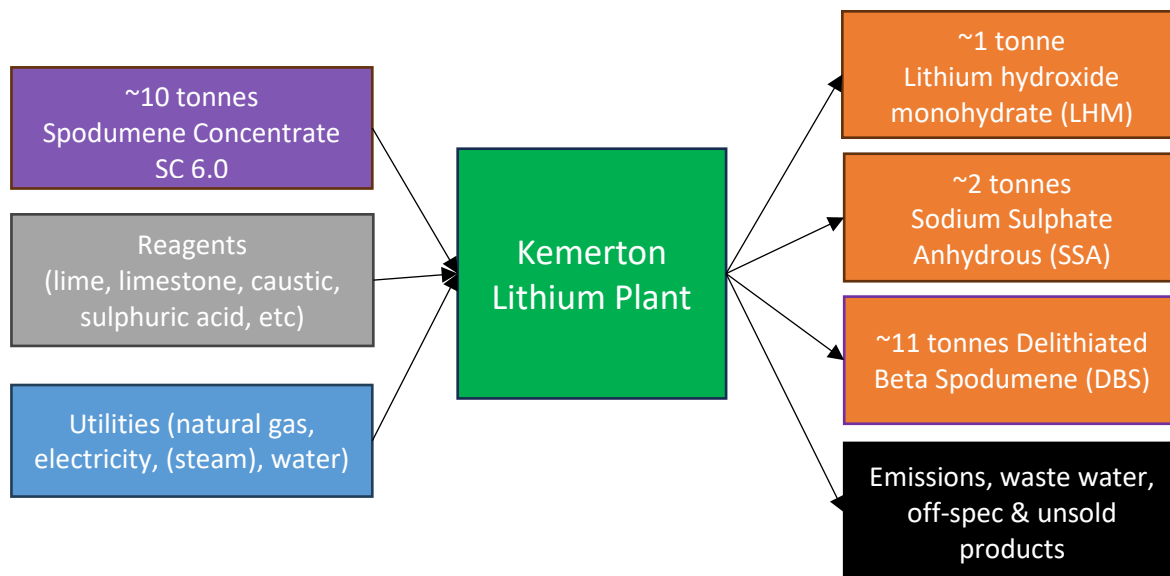 ~10 tonnes
Spodumene Concentrate
SC 6.0
Reagents
(lime, limestone, caustic,
sulphuric acid, etc)
Utilities (natural gas,
electricity, (steam), water)
Kemerton
Lithium Plant
~1 tonne
Lithium hydroxide
monohydrate (LHM)
~2 tonnes
Sodium Sulphate
Anhydrous (SSA)
~11 tonnes Delithiated
Beta Spodumene (DBS)
Emissions, waste water,
off-spec & unsold
products